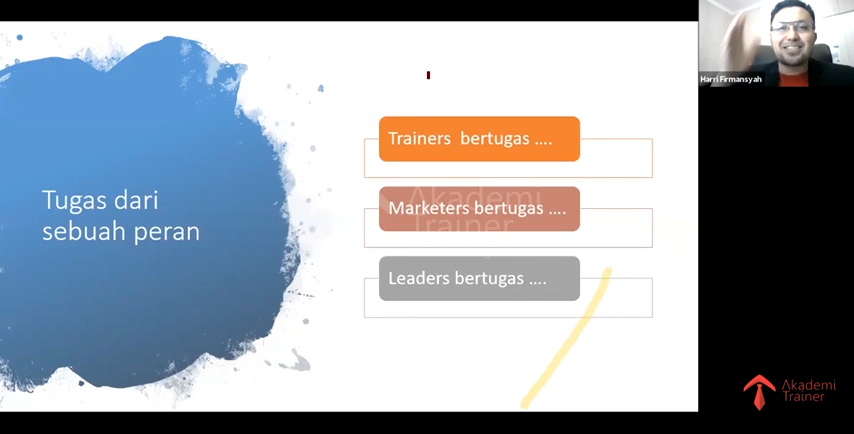 Harri Firmansyah
Trainers bertugas ....
Akademi
Trainer
Marketers bertugas ....
Tugas dari
sebuah peran
Leaders bertugas ....
Akademi
Trainer